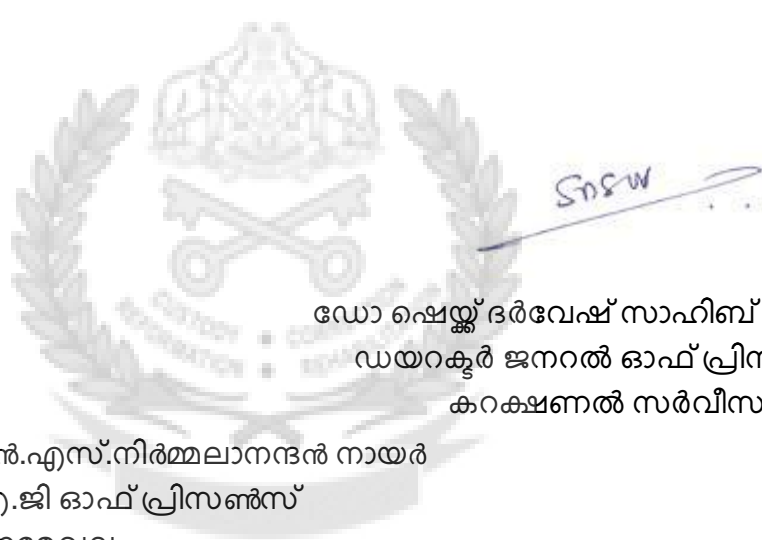 ഡോ ഷെയ്ക്ക് ദർവേഷ് സാഹിബ്
ഡയറക്ടർ ജനറൽ ഓഫ് പ്രിസ
കറക്ഷണൽ സർവീസ
ൻ.എസ്.നിർമ്മലാനന്ദൻ നായർ
ഐ.ജി ഓഫ് പ്രിസൺസ്